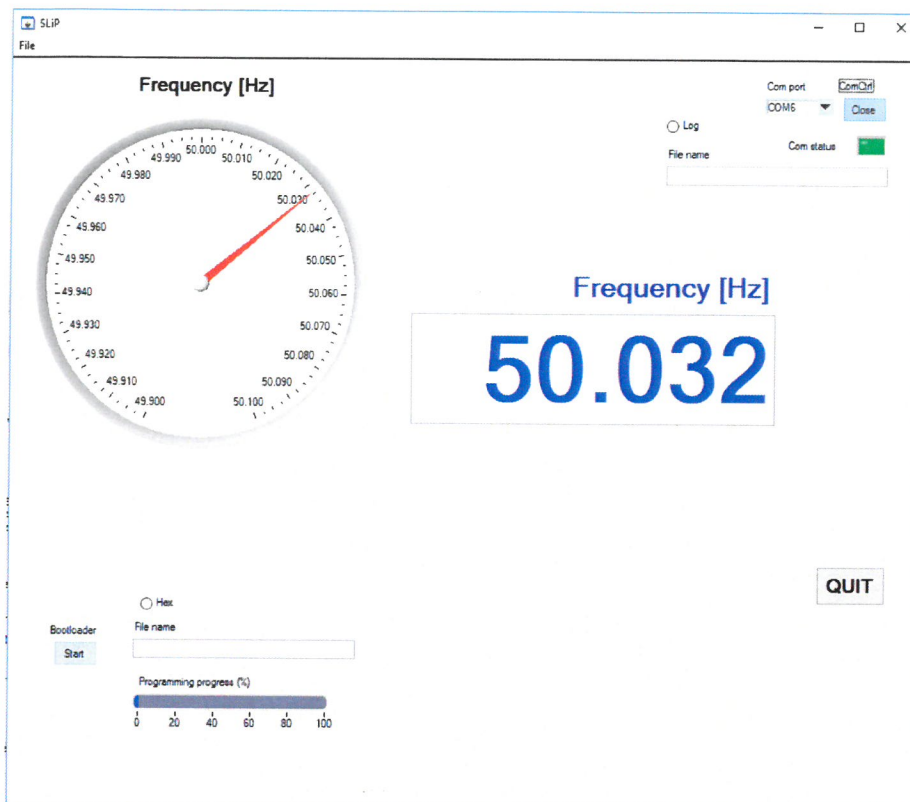 SLiP
File
Frequency [Hz]
49.900
49.910
49.920
49.930
49.940
49.950
49.960
49.970
49.980
49.990
50.000
50.010
50.020
50.030
50.040
50.050
50.060
50.070
50.080
50.090
50.100
Com port
ComCtrl
COM6
Close
Log
Com status
File name
Frequency [Hz]
50.032
QUIT
Hex
Bootloader
File name
Start
Programming progress (%)
0 20 40 60 80 100